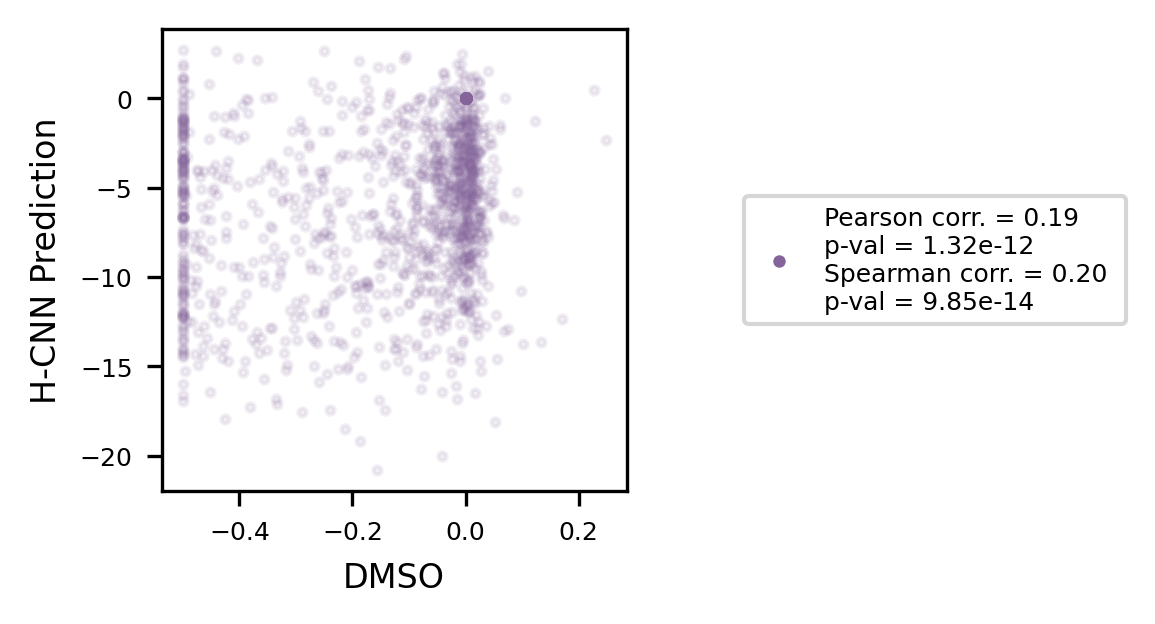 H-CNN Prediction
0
−5
−10
−15
−20
−0.4
−0.2
0.0
0.2
DMSO
Pearson corr. = 0.19
p-val = 1.32e-12
Spearman corr. = 0.20
p-val = 9.85e-14